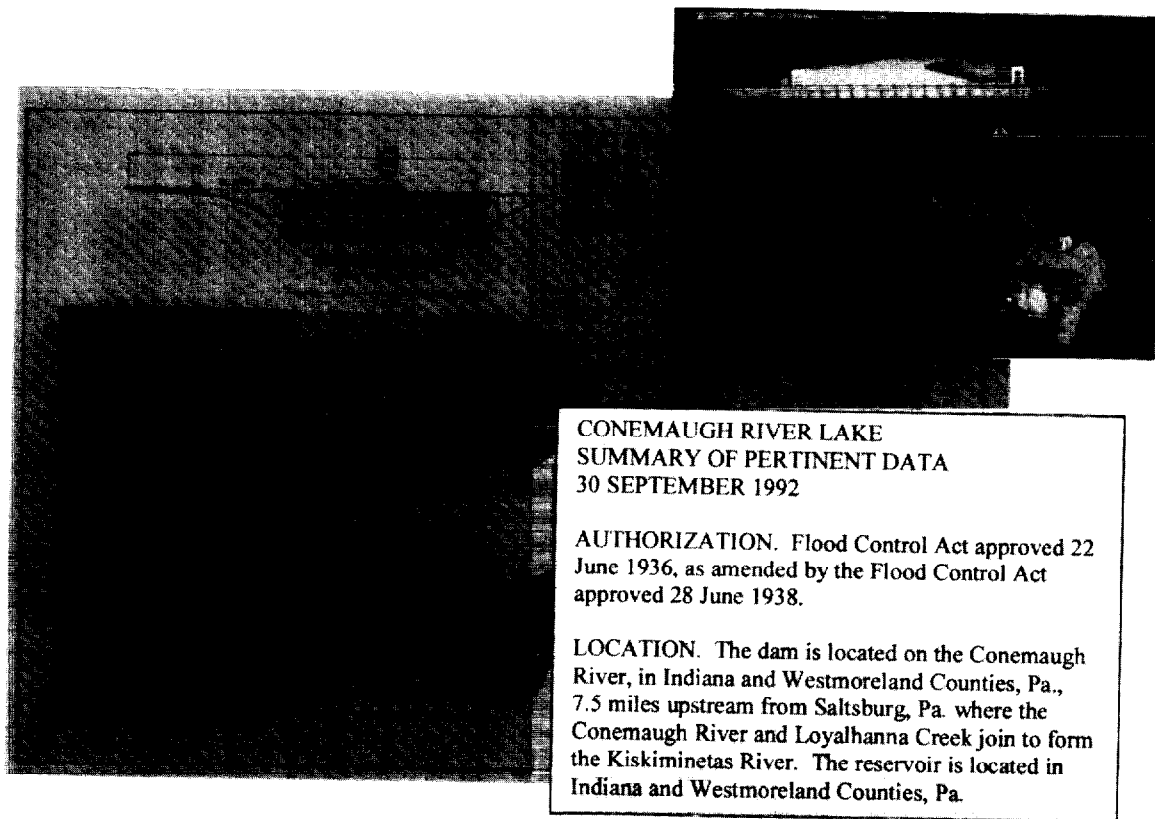 CONEMAUGH RIVER LAKE
SUMMARY OF PERTINENT DATA
30 SEPTEMBER 1992
AUTHORIZATION. Flood Control Act approved 22
June 1936, as amended by the Flood Control Act
approved 28 June 1938.
LOCATION. The dam is located on the Conemaugh
River, in Indiana and Westmoreland Counties, Pa.,
7.5 miles upstream from Saltsburg, Pa. where the
Conemaugh River and Loyalhanna Creek join to form
the Kiskiminetas River. The reservoir is located in
Indiana and Westmoreland Counties, Pa.